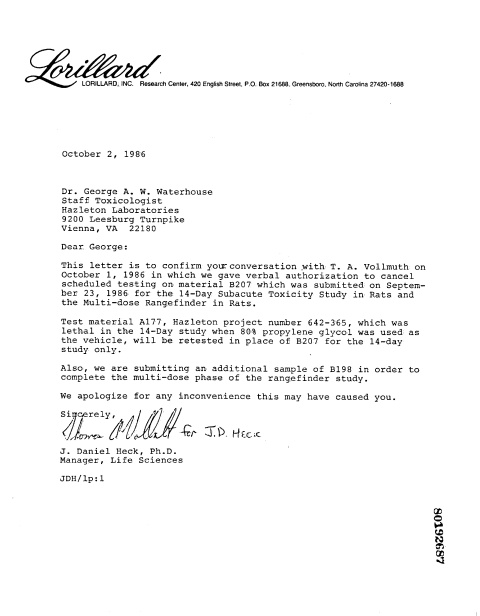 Lorillard
LORILLARD, INC. Research Center, 420 English Street, P.O. Box 21688, Greensboro, North Carolina 27420-1688
October 2, 1986
Dr. George A. W. Waterhouse
Staff Toxicologist
Hazleton Laboratories
9200 Leesburg Turnpike
Vienna, VA 22180
Dear George:
This letter is to confirm your conversation with T. A. Vollmuth on
October 1, 1986 in which we gave verbal authorization to cancel
scheduled testing on material B207 which was submitted on Septem-
ber 23, 1986 for the 14-Day Subacute Toxicity Study in Rats and
the Multi-dose Rangefinder in Rats.
Test material A177, Hazleton project number 642-365, which was
lethal in the 14-Day study when 80% propylene glycol was used as
the vehicle, will be retested in place of B207 for the 14-day
study only.
Also, we are submitting an additional sample of B198 in order to
complete the multi-dose phase of the rangefinder study.
We apologize for any inconvenience this may have caused you.
Sincerely,
Thomas A Vollmuth for J.D. Heck
J. Daniel Heck, Ph.D.
Manager, Life Sciences
JDH/lp:1
80192687